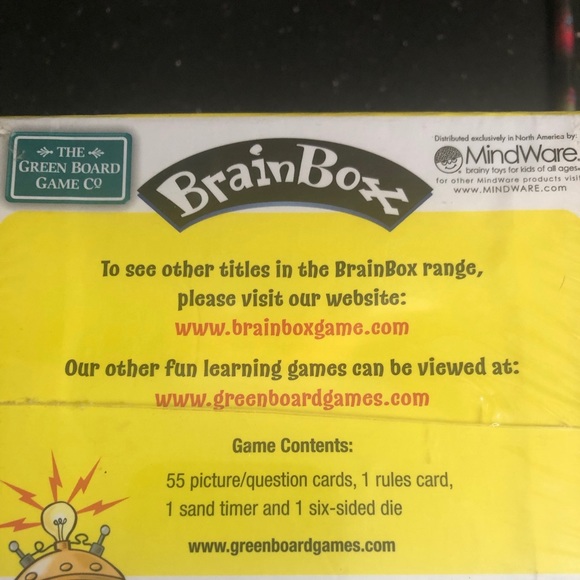 THE
GREEN BOARD
GAME CO
BrainBox
Distributed exclusively in North America by:
MindWare.
brainy toys for kids of all ages.
for other MindWare products visit
www.MINDWARE.com
To see other titles in the BrainBox range,
please visit our website:
www.brainboxgame.com
Our other fun learning games can be viewed at:
www.greenboardgames.com
Game Contents:
55 picture/question cards, 1 rules card,
1 sand timer and 1 six-sided die
www.greenboardgames.com